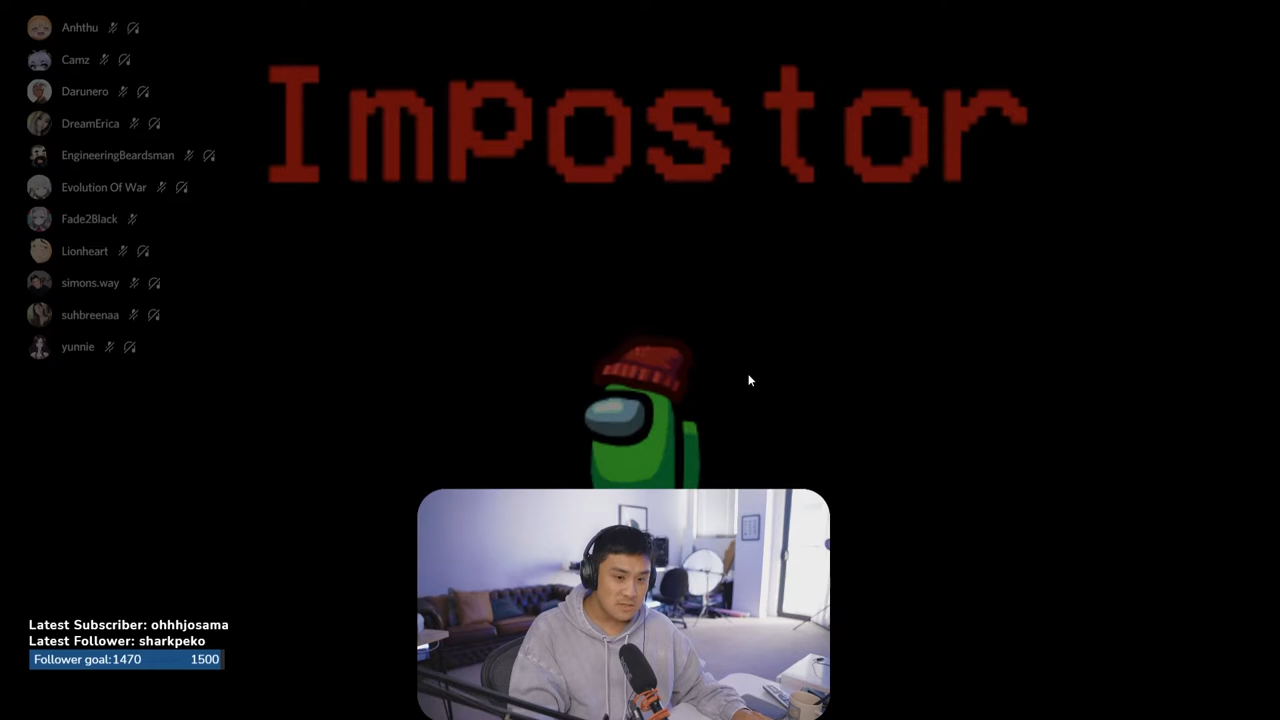 Impostor
Anhthu
Camz
Darunero
DreamErica
EngineeringBeardsman
Evolution Of War
Fade2Black
Lionheart
simons.way
suhbreenaa
yunnie
Latest Subscriber: ohhhjosama
Latest Follower: sharkpeko
Follower goal:1470 1500